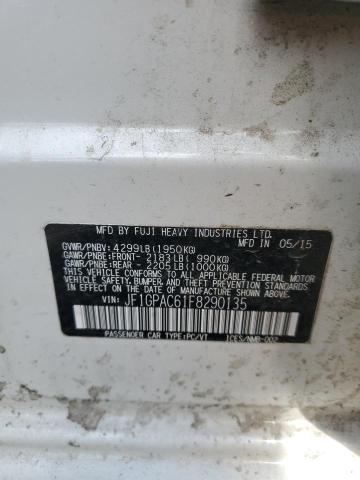 MFD BY FUJI HEAVY INDUSTRIES LTD.
GVWR/PNBV: 4299LB(1950KG) MFD IN 05/15
GAWR/PNBE:FRONT- 2183LB( 990KG)
GAWR/PNBE:REAR - 2205LB(1000KG)
THIS VEHICLE CONFORMS TO ALL APPLICABLE FEDERAL MOTOR
VEHICLE SAFETY, BUMPER, AND THEFT PREVENTION STANDARDS
IN EFFECT ON THE DATE OF MANUFACTURE SHOWN ABOVE.
VIN: JF1GPAC61F8290135
PASSENGER CAR TYPE:PC/VT ICES/NMB-002